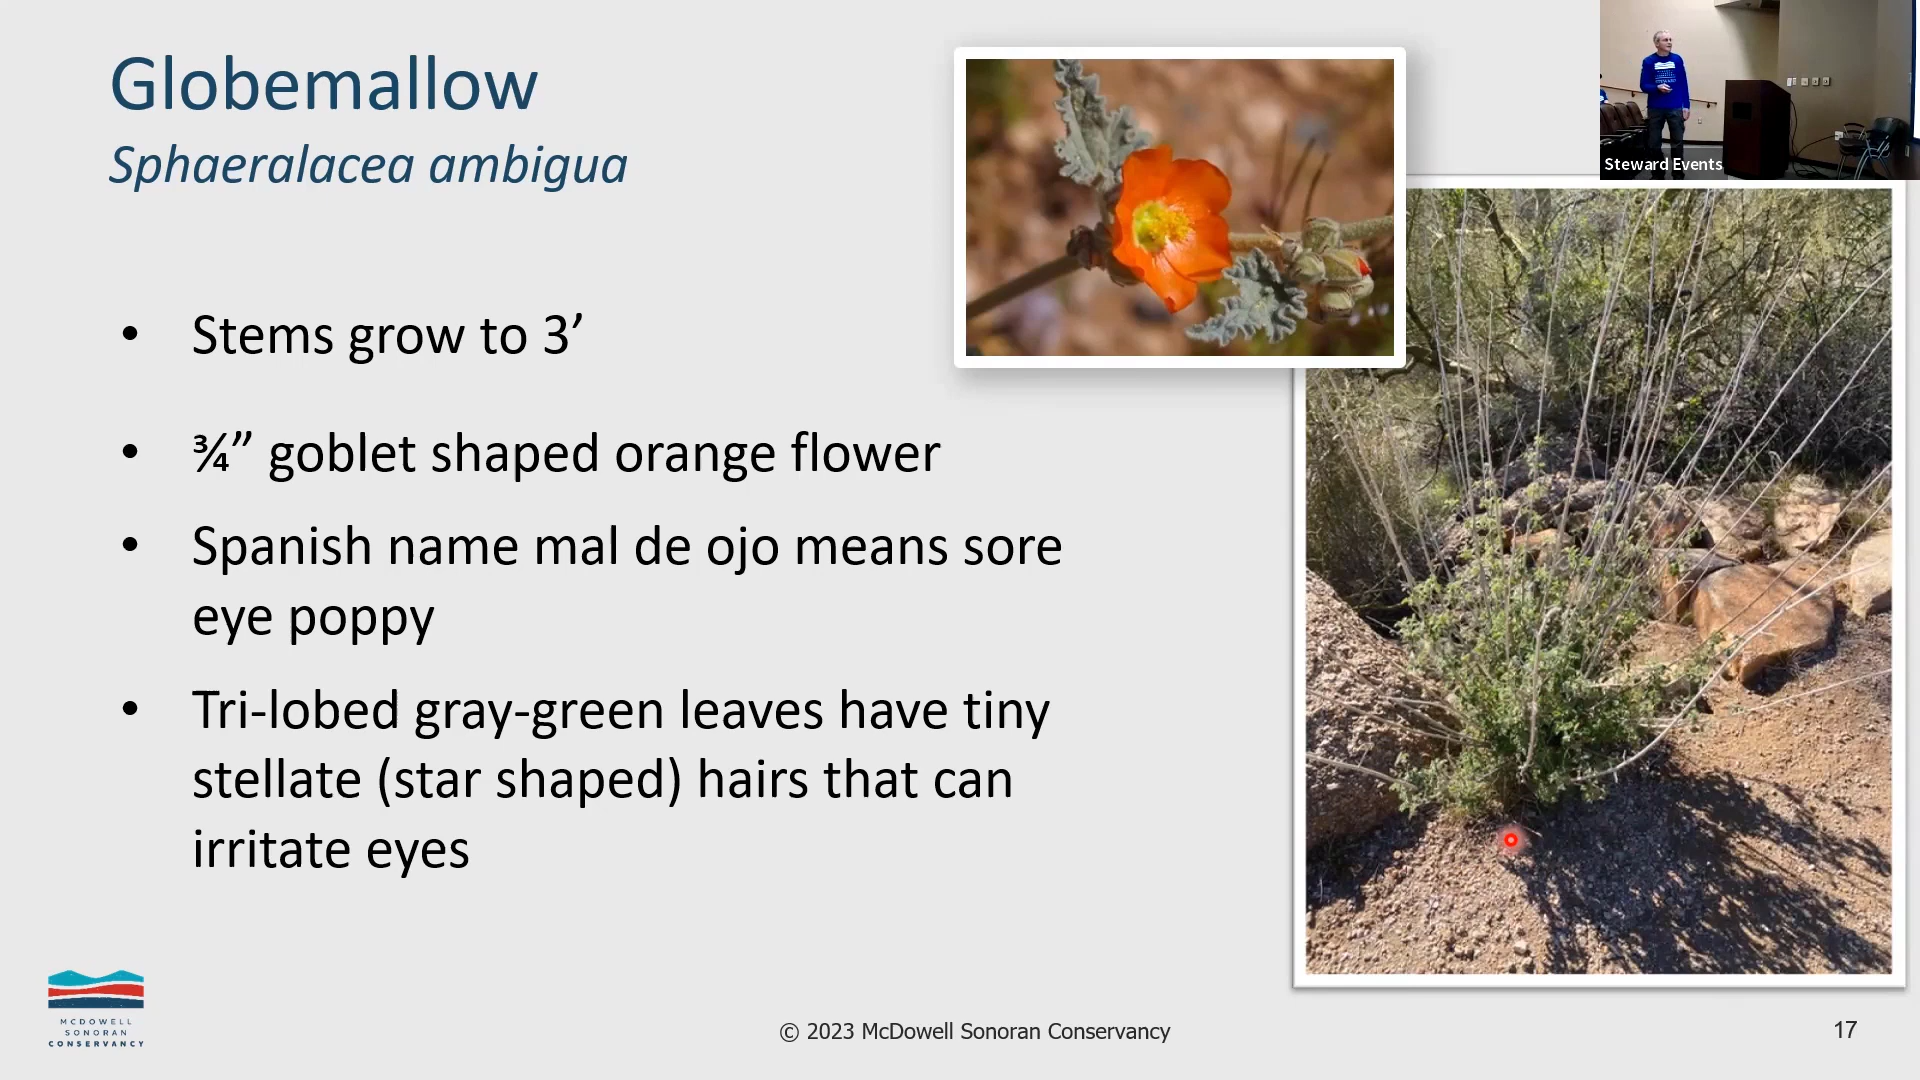 Globemallow
Sphaeralacea ambigua
Steward Events
• Stems grow to 3’
• ¾” goblet shaped orange flower
• Spanish name mal de ojo means sore
eye poppy
• Tri-lobed gray-green leaves have tiny
stellate (star shaped) hairs that can
irritate eyes
MCDOWELL
SONORAN
CONSERVANCY
© 2023 McDowell Sonoran Conservancy
17